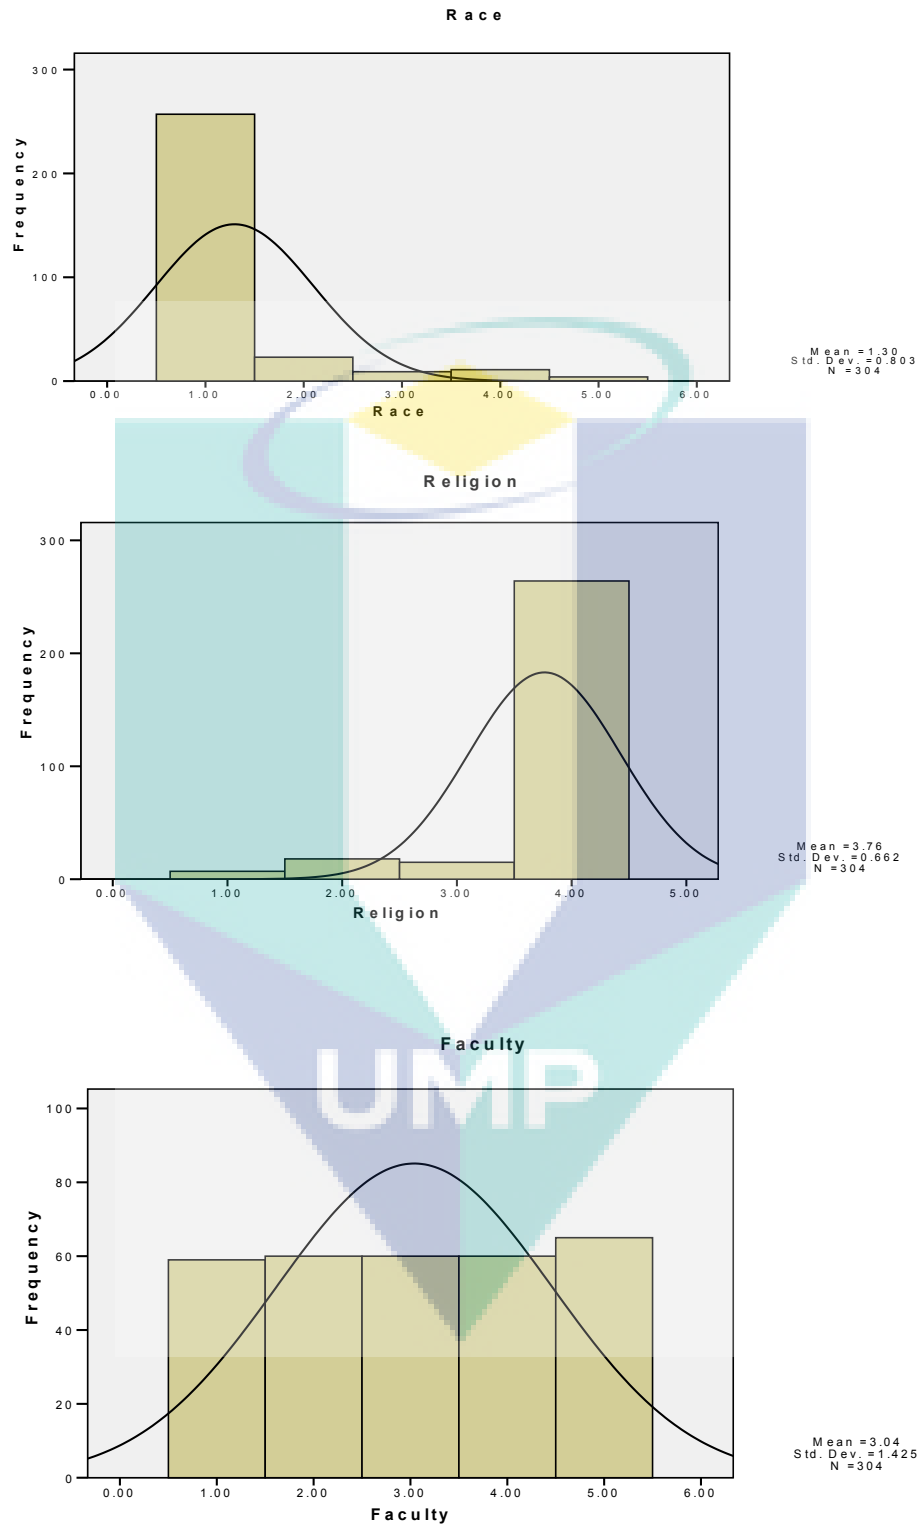 Race
300
200
100
0
Frequency
0.00 1.00 2.00 3.00 4.00 5.00 6.00
Race
Mean =1.30
Std. Dev. =0.803
N =304
Religion
300
200
100
0
Frequency
0.00 1.00 2.00 3.00 4.00 5.00
Religion
Mean =3.76
Std. Dev. =0.662
N =304
Faculty
UMP
100
80
60
40
20
0
Frequency
0.00 1.00 2.00 3.00 4.00 5.00 6.00
Faculty
Mean =3.04
Std. Dev. =1.425
N =304